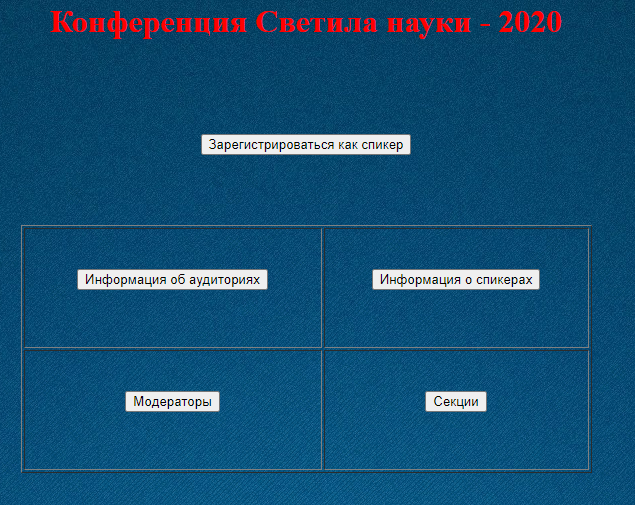 Конференция Светила науки - 2020
Зарегистрироваться как спикер
Информация об аудиториях
Информация о спикерах
Модераторы
Секции